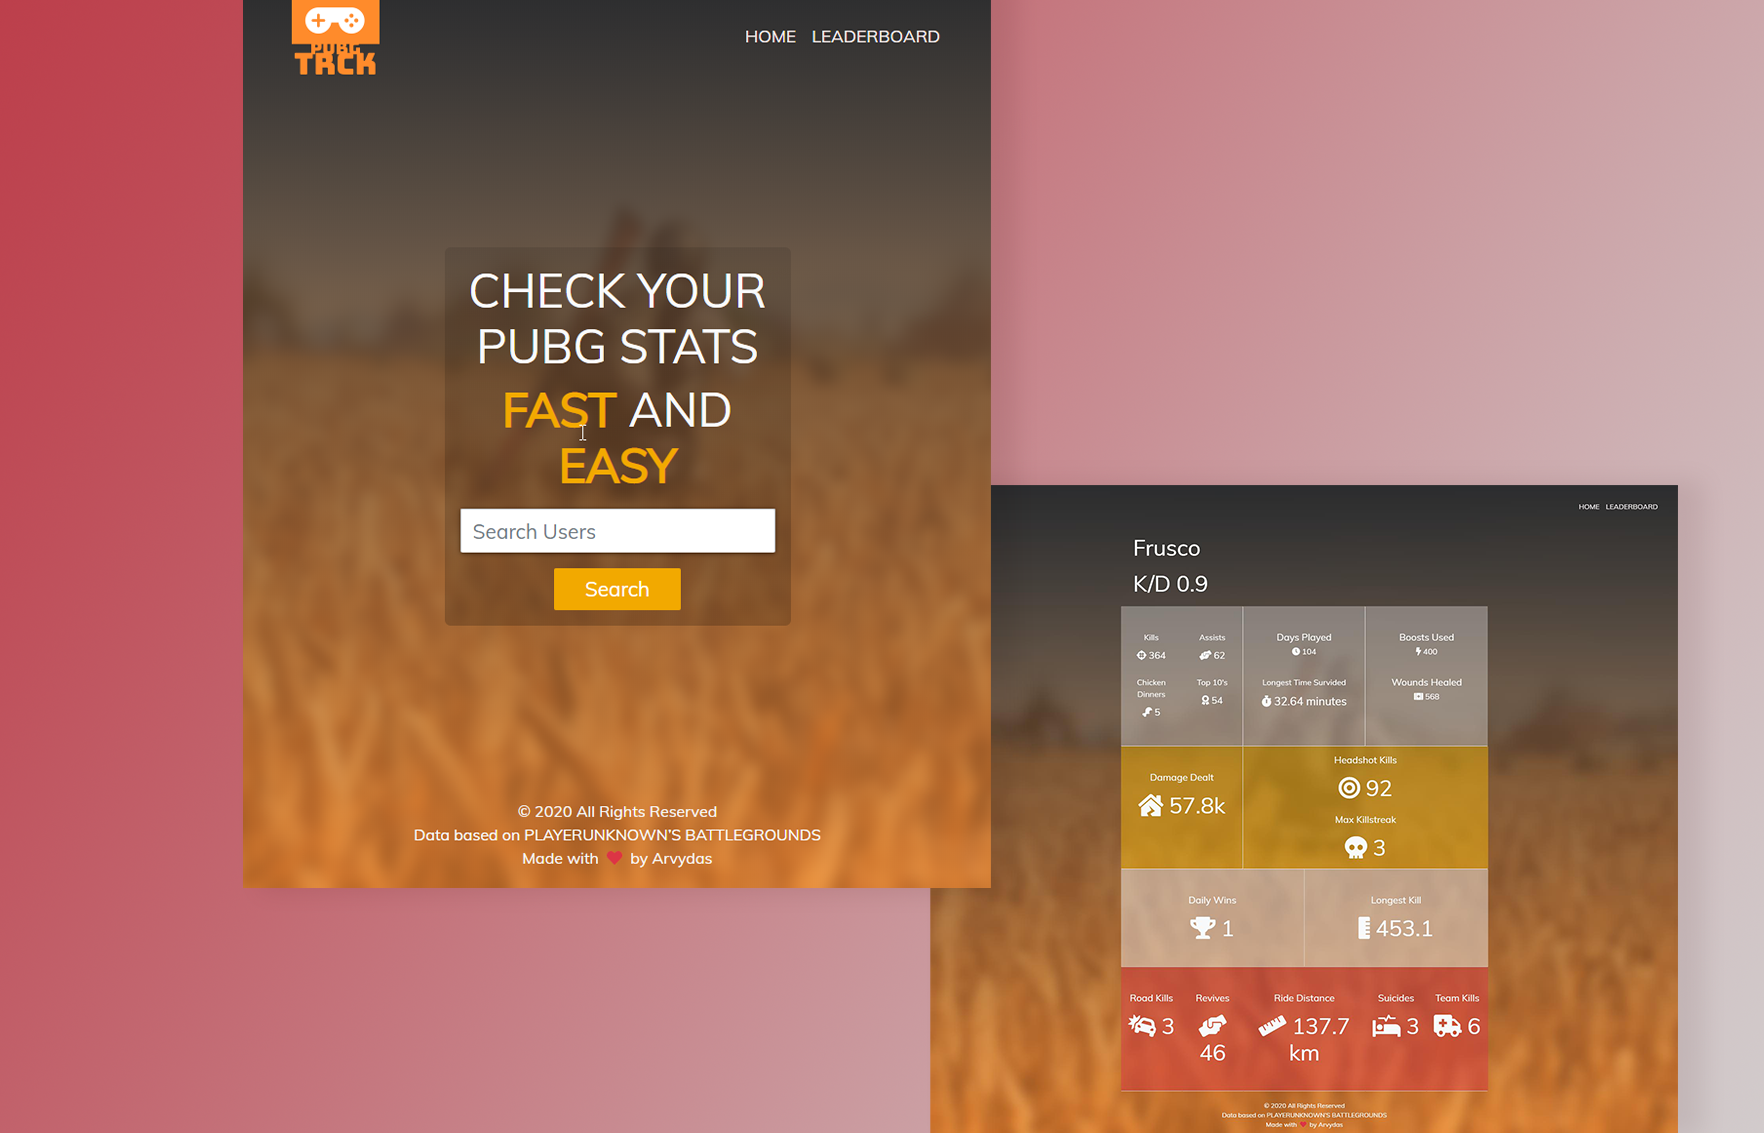 PUBG
TRCK
HOME LEADERBOARD
CHECK YOUR
PUBG STATS
FAST AND
EASY
Search Users
Search
© 2020 All Rights Reserved
Data based on PLAYERUNKNOWN'S BATTLEGROUNDS
Made with by Arvydas
HOME LEADERBOARD
Frusco
K/D 0.9
Kills
364
Assists
62
Chicken
Dinners
5
Top 10's
54
Days Played
104
Longest Time Survided
32.64 minutes
Boosts Used
400
Wounds Healed
568
Damage Dealt
57.8k
Headshot Kills
92
Max Killstreak
3
Daily Wins
1
Longest Kill
453.1
Road Kills
3
Revives
46
Ride Distance
137.7
km
Suicides
3
Team Kills
6
© 2020 All Rights Reserved
Data based on PLAYERUNKNOWN'S BATTLEGROUNDS
Made with by Arvydas